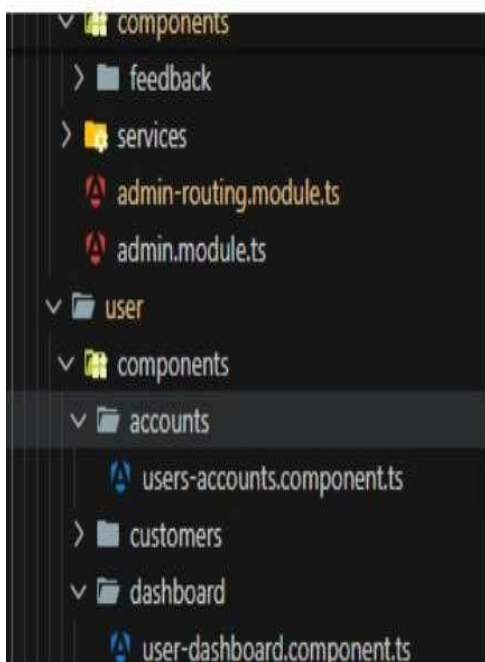 components
feedback
services
admin-routing.module.ts
admin.module.ts
user
components
accounts
users-accounts.component.ts
customers
dashboard
user-dashboard.component.ts